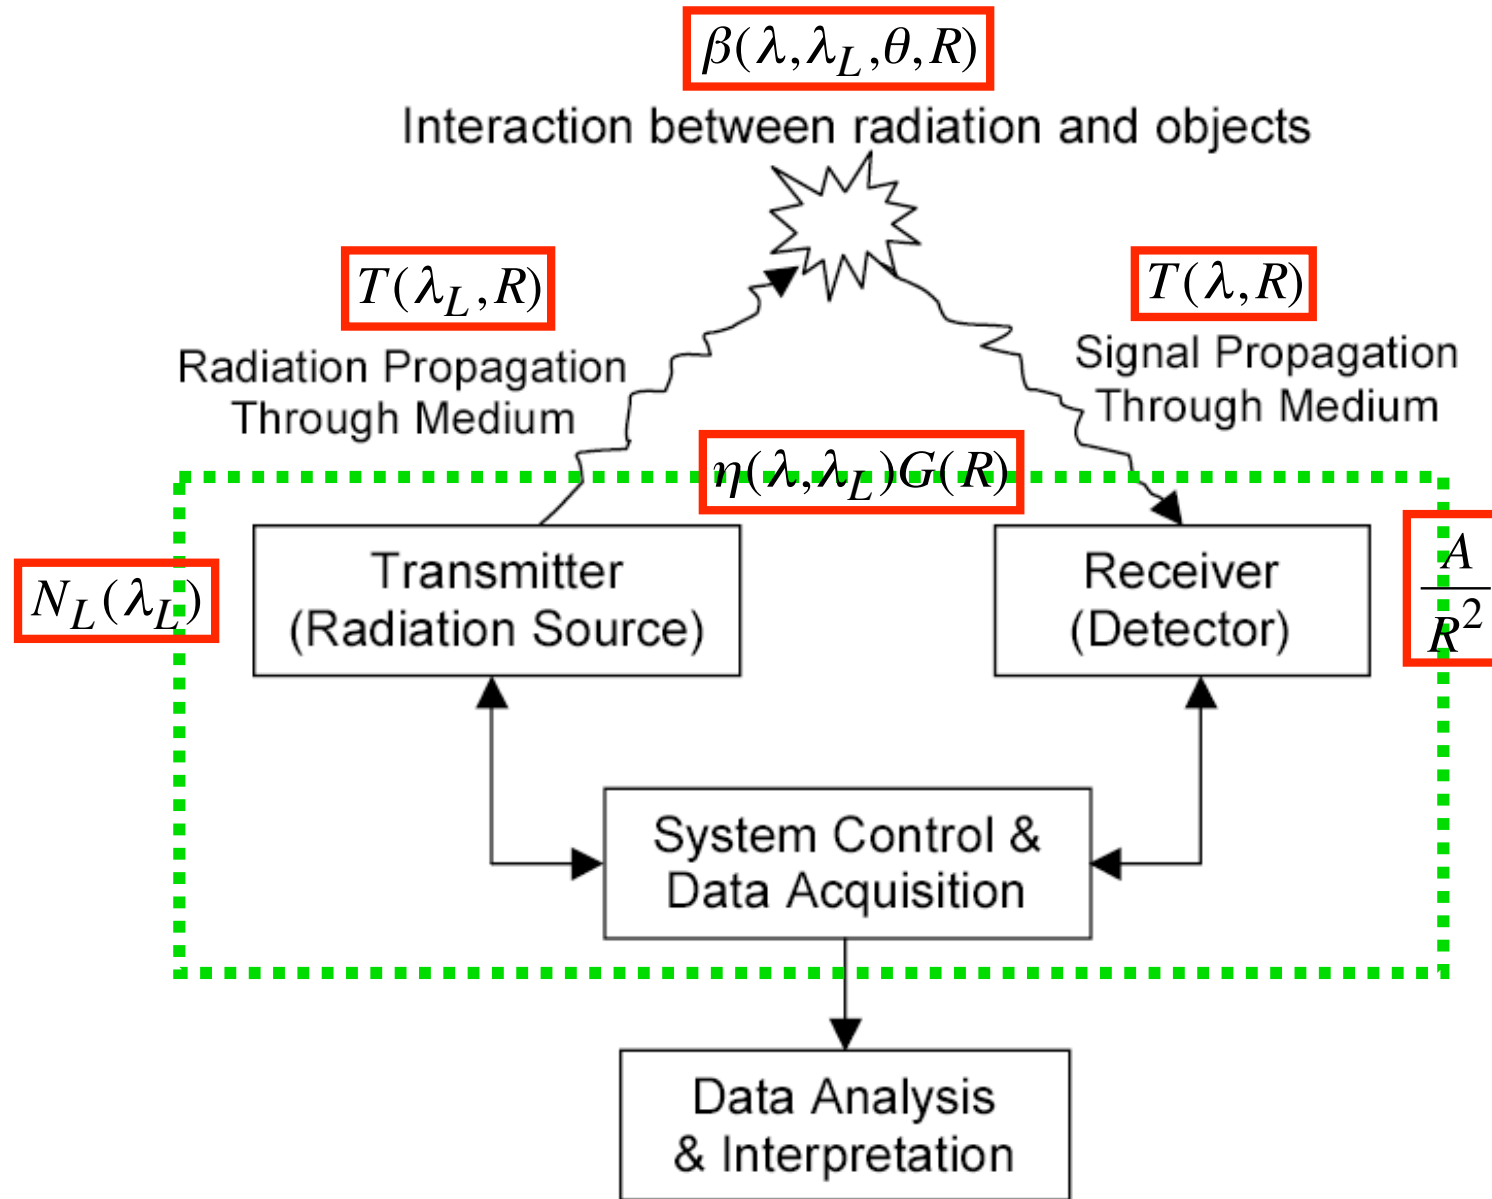 β(λ,λ_L,θ,R)
Interaction between radiation and objects
T(λ_L,R)
Radiation Propagation
Through Medium
T(λ,R)
Signal Propagation
Through Medium
η(λ,λ_L)G(R)
N_L(λ_L)
Transmitter
(Radiation Source)
Receiver
(Detector)
A
R²
System Control &
Data Acquisition
Data Analysis
& Interpretation